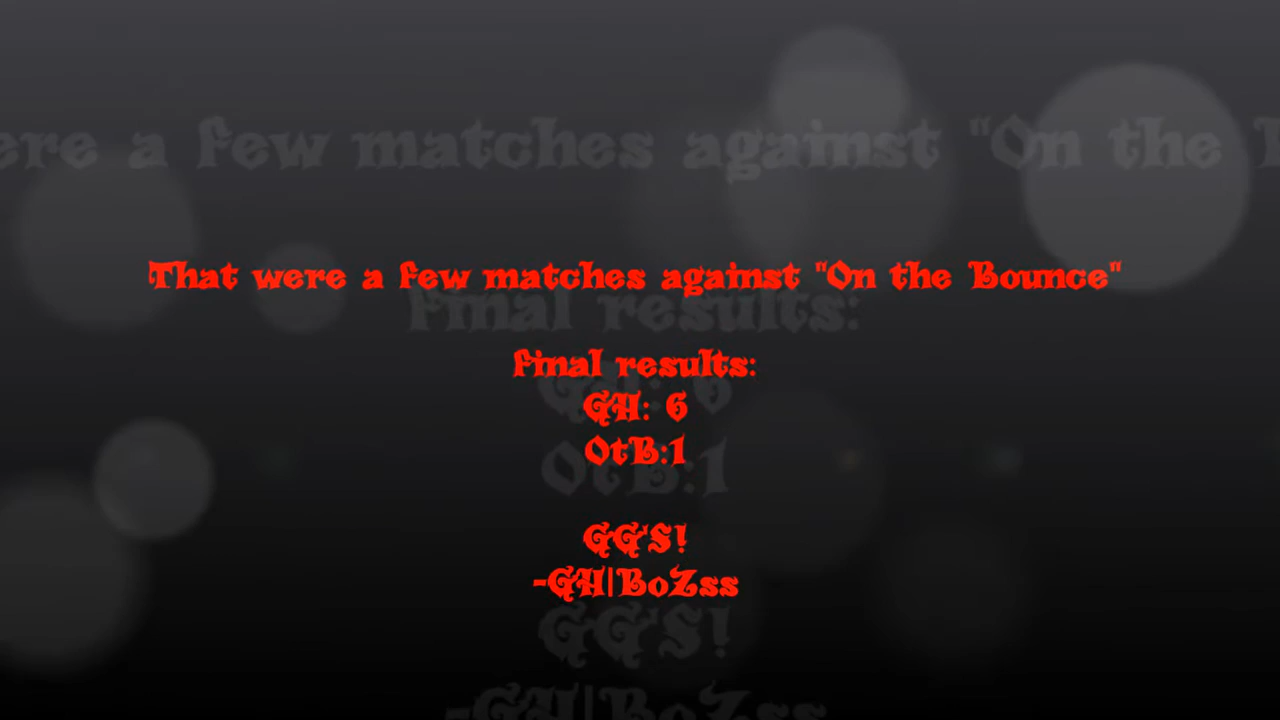 That were a few matches against "On the Bounce"
Final results:
GH: 6
OtB:1
GG'S!
-GH|BoZss